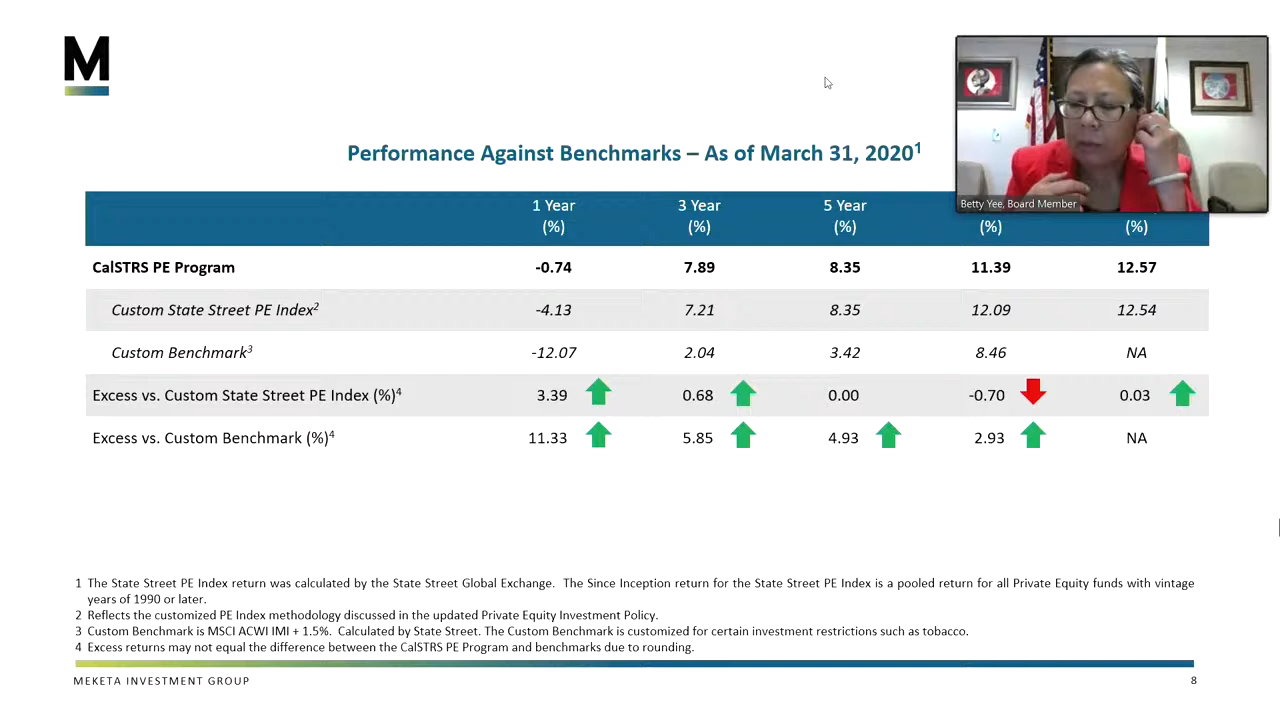 M
Performance Against Benchmarks – As of March 31, 2020¹
1 Year 3 Year 5 Year
(%) (%) (%) (%) (%)
CalSTRS PE Program -0.74 7.89 8.35 11.39 12.57
Custom State Street PE Index² -4.13 7.21 8.35 12.09 12.54
Custom Benchmark³ -12.07 2.04 3.42 8.46 NA
Excess vs. Custom State Street PE Index (%)⁴ 3.39 0.68 0.00 -0.70 0.03
Excess vs. Custom Benchmark (%)⁴ 11.33 5.85 4.93 2.93 NA
Betty Yee, Board Member
1 The State Street PE Index return was calculated by the State Street Global Exchange. The Since Inception return for the State Street PE Index is a pooled return for all Private Equity funds with vintage
years of 1990 or later.
2 Reflects the customized PE Index methodology discussed in the updated Private Equity Investment Policy.
3 Custom Benchmark is MSCI ACWI IMI + 1.5%. Calculated by State Street. The Custom Benchmark is customized for certain investment restrictions such as tobacco.
4 Excess returns may not equal the difference between the CalSTRS PE Program and benchmarks due to rounding.
MEKETA INVESTMENT GROUP 8